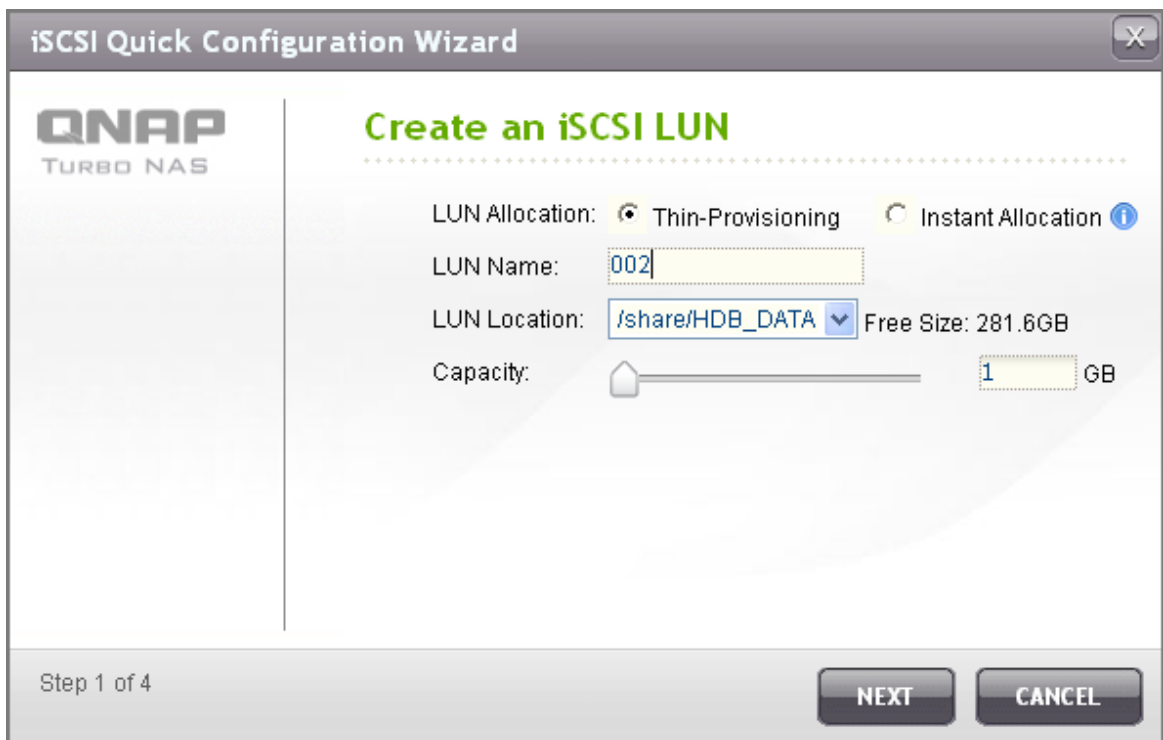 iSCSI Quick Configuration Wizard
X
QNAP
TURBO NAS
Create an iSCSI LUN
LUN Allocation: Thin-Provisioning Instant Allocation i
LUN Name: 002
LUN Location: /share/HDB_DATA Free Size: 281.6GB
Capacity: 1 GB
Step 1 of 4
NEXT CANCEL